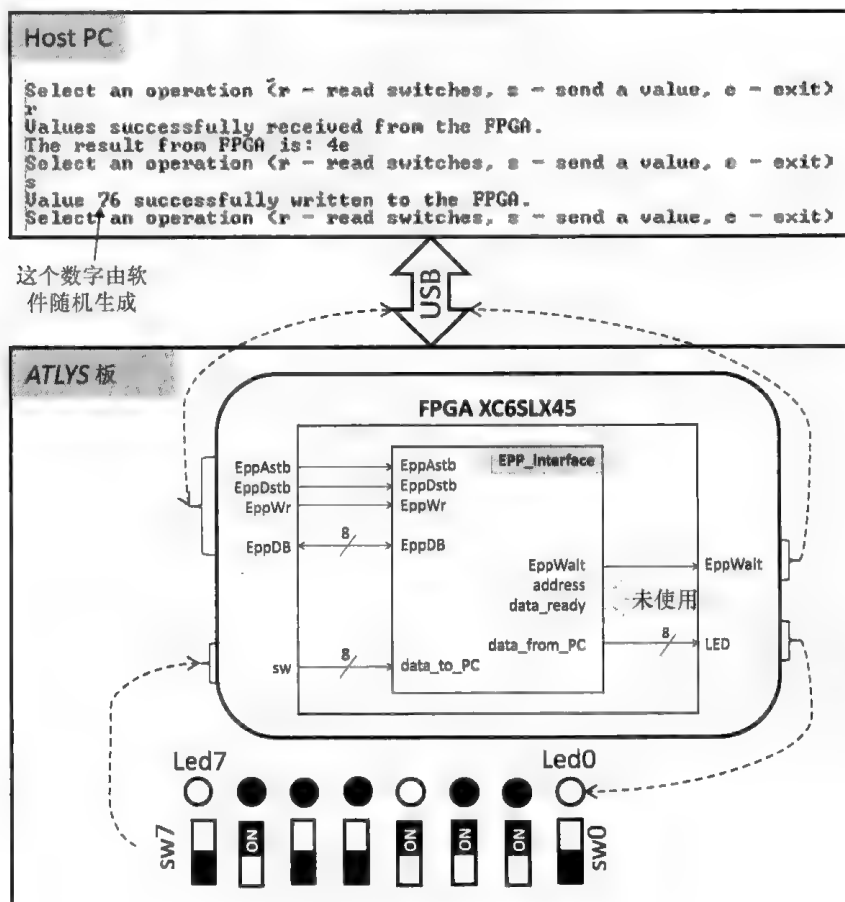 Host PC
Select an operation (r - read switches, s - send a value, e - exit)
r
Values successfully received from the FPGA.
The result from FPGA is: 4e
Select an operation (r - read switches, s - send a value, e - exit)
s
Value 76 successfully written to the FPGA.
Select an operation (r - read switches, s - send a value, e - exit)
这个数字由软
件随机生成
USB
ATLYS 板
FPGA XC6SLX45
EppAstb
EppAstb
EPP_Interface
EppDstb
EppDstb
EppWr
EppWr
EppDB
8
EppDB
EppWait
EppWait
address
data_ready
未使用
data_from_PC
8
LED
sw
8
data_to_PC
Led7
Led0
sw7
ON
ON
ON
ON
sw0